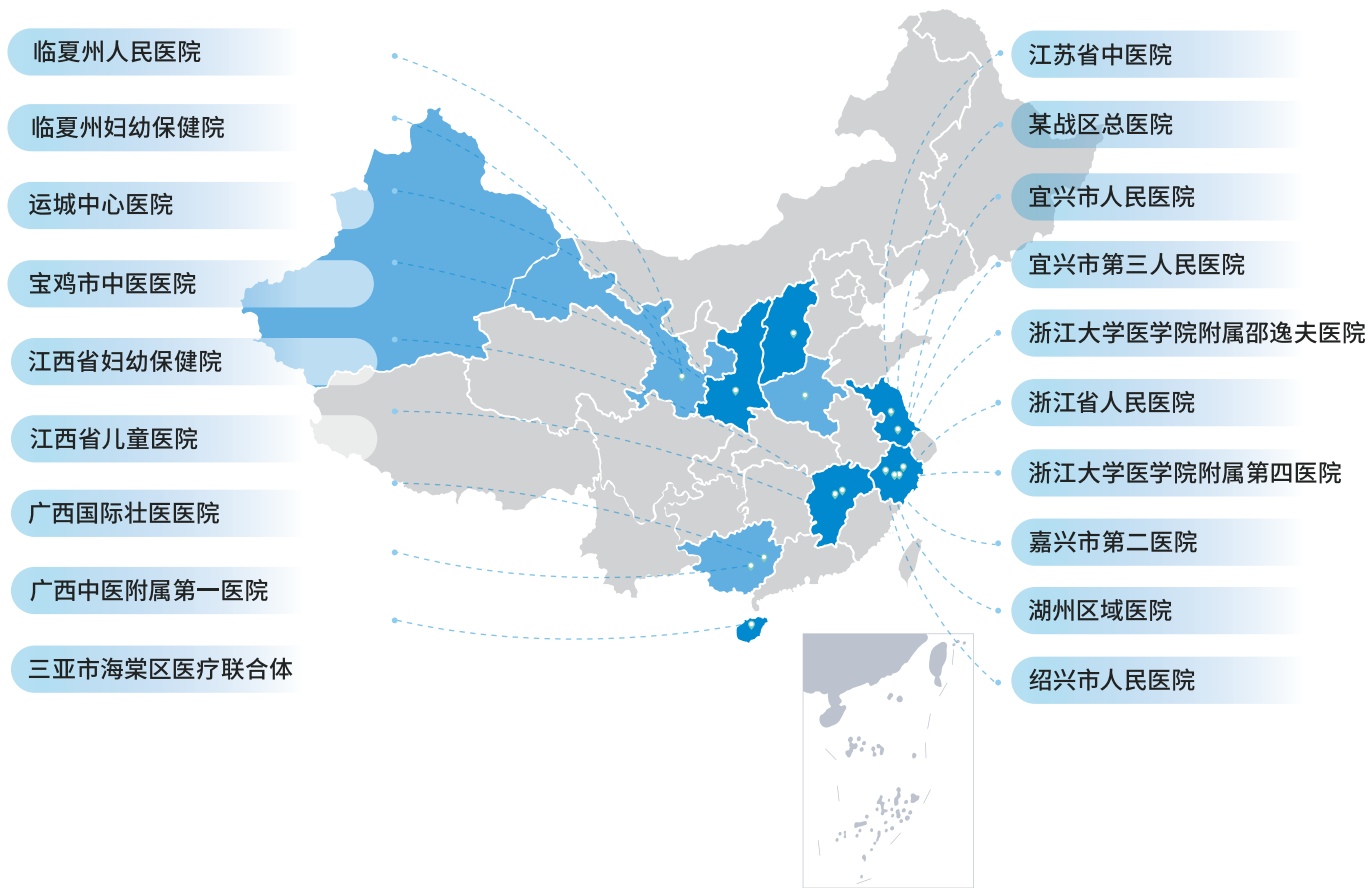 临夏州人民医院
临夏州妇幼保健院
运城中心医院
宝鸡市中医医院
江西省妇幼保健院
江西省儿童医院
广西国际壮医医院
广西中医附属第一医院
三亚市海棠区医疗联合体
江苏省中医院
某战区总医院
宜兴市人民医院
宜兴市第三人民医院
浙江大学医学院附属邵逸夫医院
浙江省人民医院
浙江大学医学院附属第四医院
嘉兴市第二医院
湖州区域医院
绍兴市人民医院